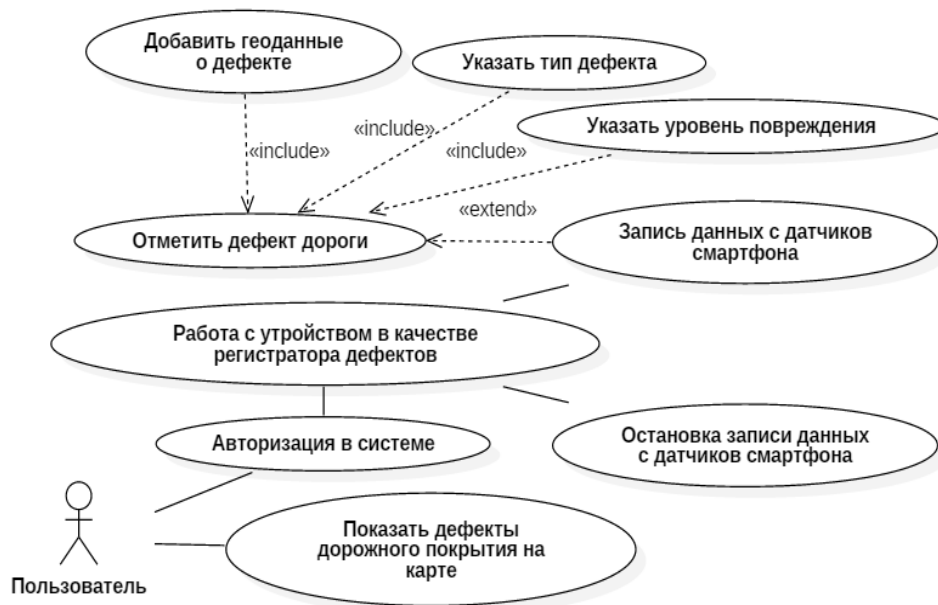 Добавить геоданные
о дефекте
Указать тип дефекта
«include»
Указать уровень повреждения
«include»
«include»
«extend»
Отметить дефект дороги
Запись данных с датчиков
смартфона
Работа с утройством в качестве
регистратора дефектов
Авторизация в системе
Остановка записи данных
с датчиков смартфона
Показать дефекты
дорожного покрытия на
карте
Пользователь